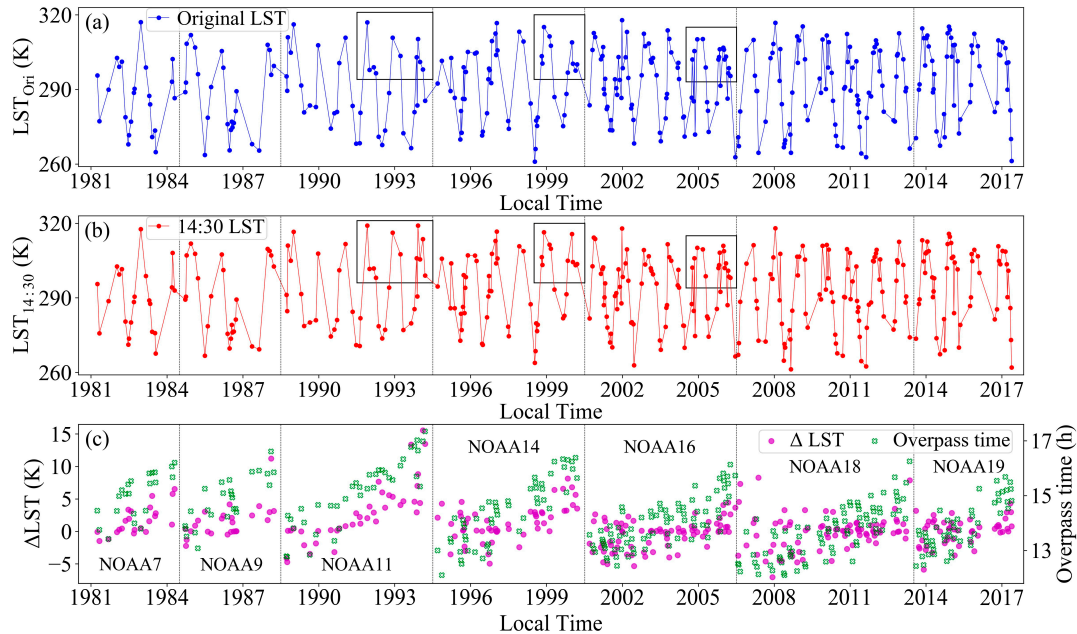 (a)
Original LST
LST_Ori (K)
320
290
260
1981 1984 1987 1990 1993 1996 1999 2002 2005 2008 2011 2014 2017
Local Time
(b)
14:30 LST
LST_14:30 (K)
320
290
260
1981 1984 1987 1990 1993 1996 1999 2002 2005 2008 2011 2014 2017
Local Time
(c)
NOAA14 NOAA16
Δ LST Overpass time
NOAA18 NOAA19
NOAA7 NOAA9 NOAA11
ΔLST (K)
15
10
5
0
−5
17
15
13
Overpass time (h)
1981 1984 1987 1990 1993 1996 1999 2002 2005 2008 2011 2014 2017
Local Time